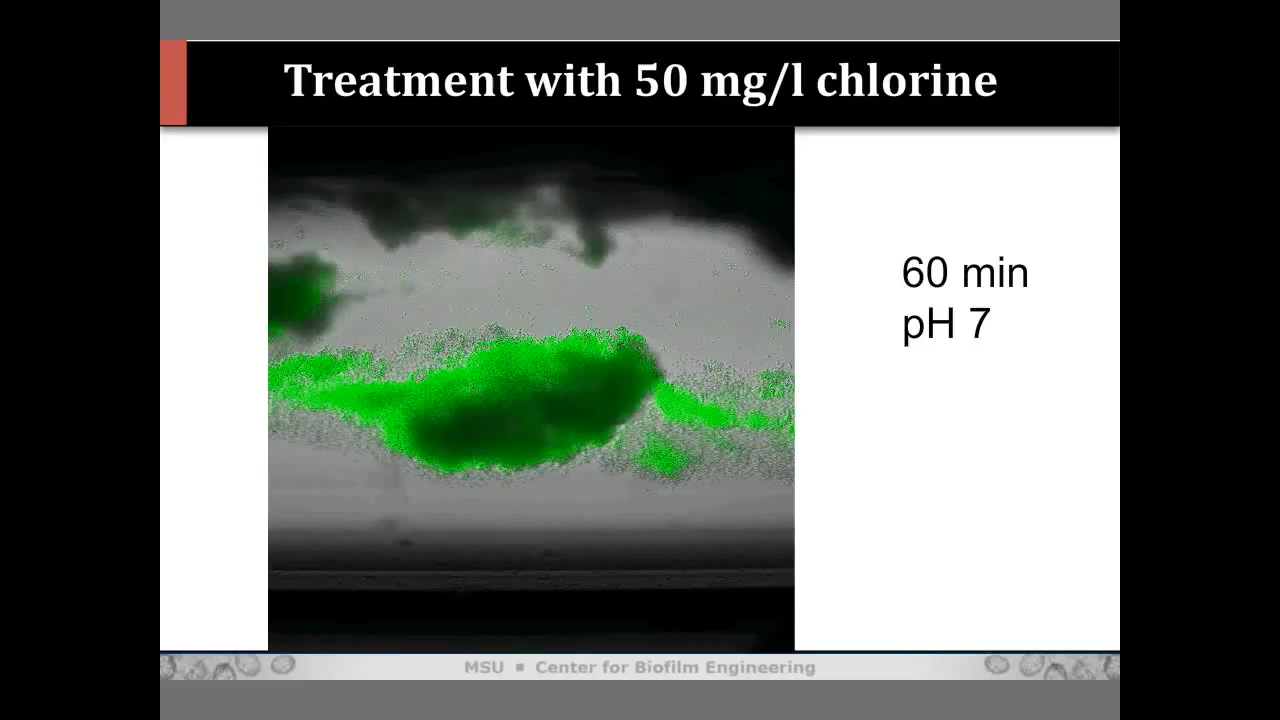 Treatment with 50 mg/l chlorine
60 min
pH 7
MSU ▪ Center for Biofilm Engineering